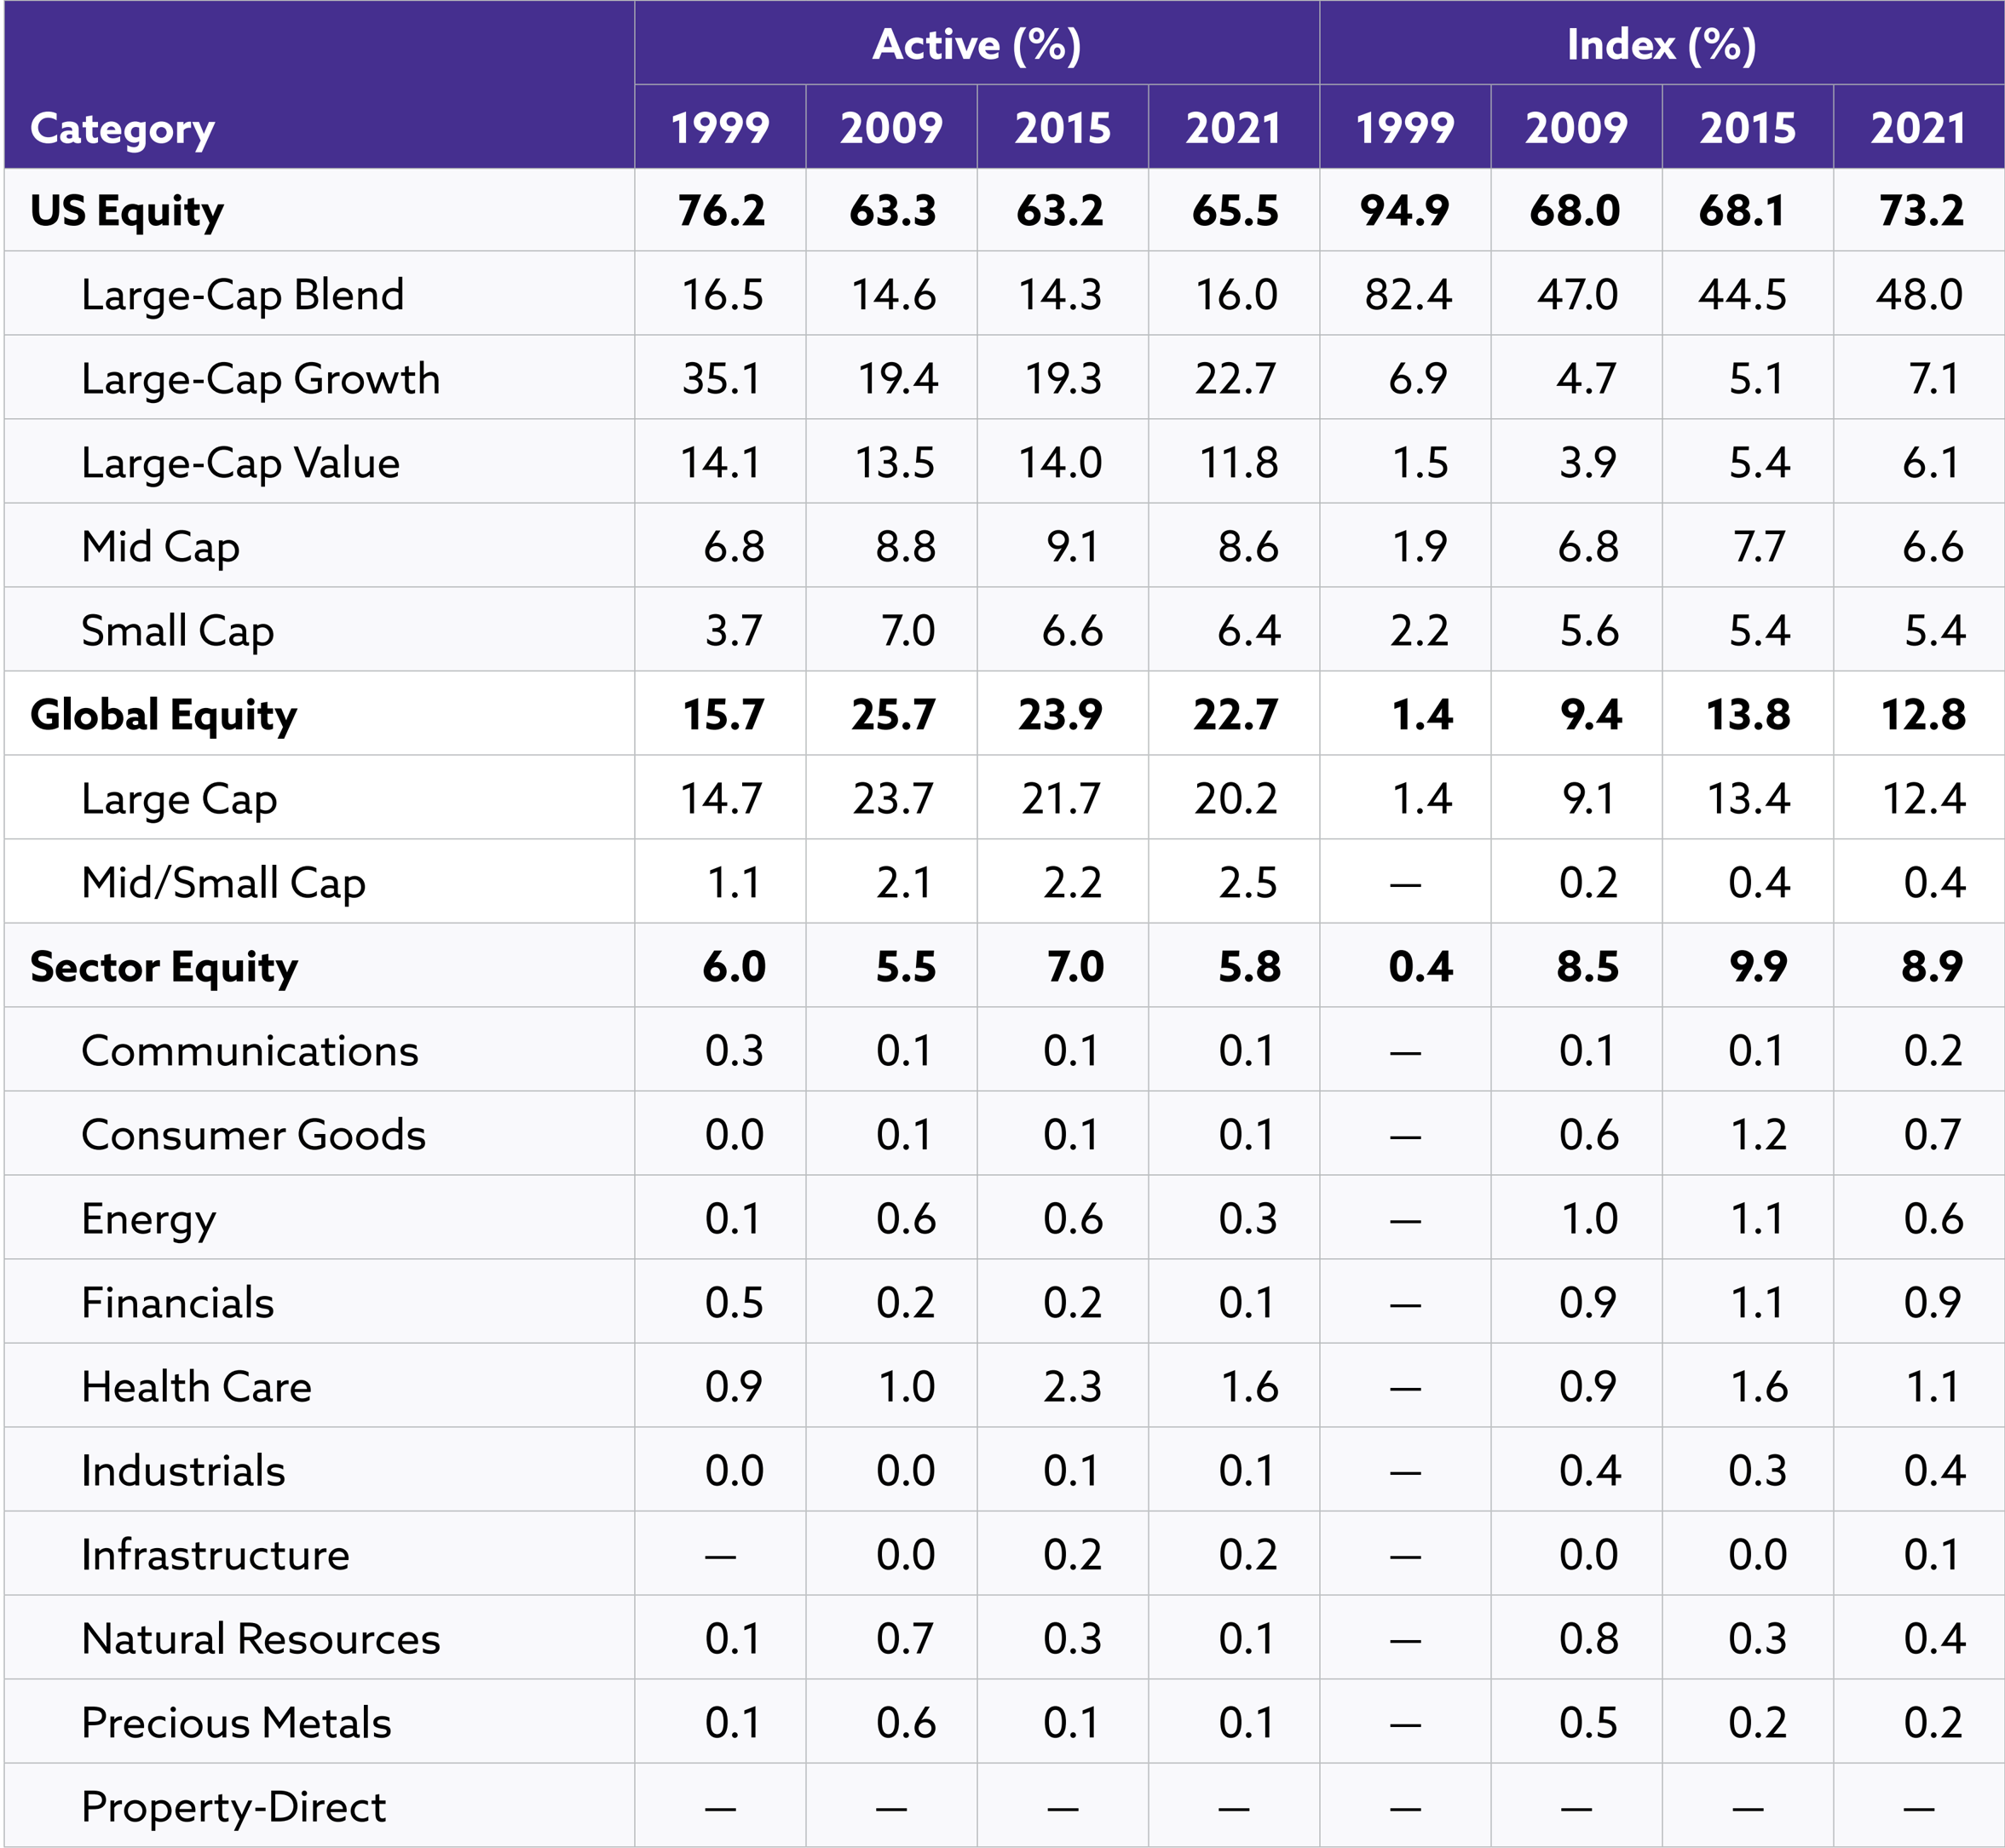 Active (%) Index (%)
Category 1999 2009 2015 2021 1999 2009 2015 2021
US Equity 76.2 63.3 63.2 65.5 94.9 68.0 68.1 73.2
Large-Cap Blend 16.5 14.6 14.3 16.0 82.4 47.0 44.5 48.0
Large-Cap Growth 35.1 19.4 19.3 22.7 6.9 4.7 5.1 7.1
Large-Cap Value 14.1 13.5 14.0 11.8 1.5 3.9 5.4 6.1
Mid Cap 6.8 8.8 9.1 8.6 1.9 6.8 7.7 6.6
Small Cap 3.7 7.0 6.6 6.4 2.2 5.6 5.4 5.4
Global Equity 15.7 25.7 23.9 22.7 1.4 9.4 13.8 12.8
Large Cap 14.7 23.7 21.7 20.2 1.4 9.1 13.4 12.4
Mid/Small Cap 1.1 2.1 2.2 2.5 — 0.2 0.4 0.4
Sector Equity 6.0 5.5 7.0 5.8 0.4 8.5 9.9 8.9
Communications 0.3 0.1 0.1 0.1 — 0.1 0.1 0.2
Consumer Goods 0.0 0.1 0.1 0.1 — 0.6 1.2 0.7
Energy 0.1 0.6 0.6 0.3 — 1.0 1.1 0.6
Financials 0.5 0.2 0.2 0.1 — 0.9 1.1 0.9
Health Care 0.9 1.0 2.3 1.6 — 0.9 1.6 1.1
Industrials 0.0 0.0 0.1 0.1 — 0.4 0.3 0.4
Infrastructure — 0.0 0.2 0.2 — 0.0 0.0 0.1
Natural Resources 0.1 0.7 0.3 0.1 — 0.8 0.3 0.4
Precious Metals 0.1 0.6 0.1 0.1 — 0.5 0.2 0.2
Property-Direct — — — — — — — —